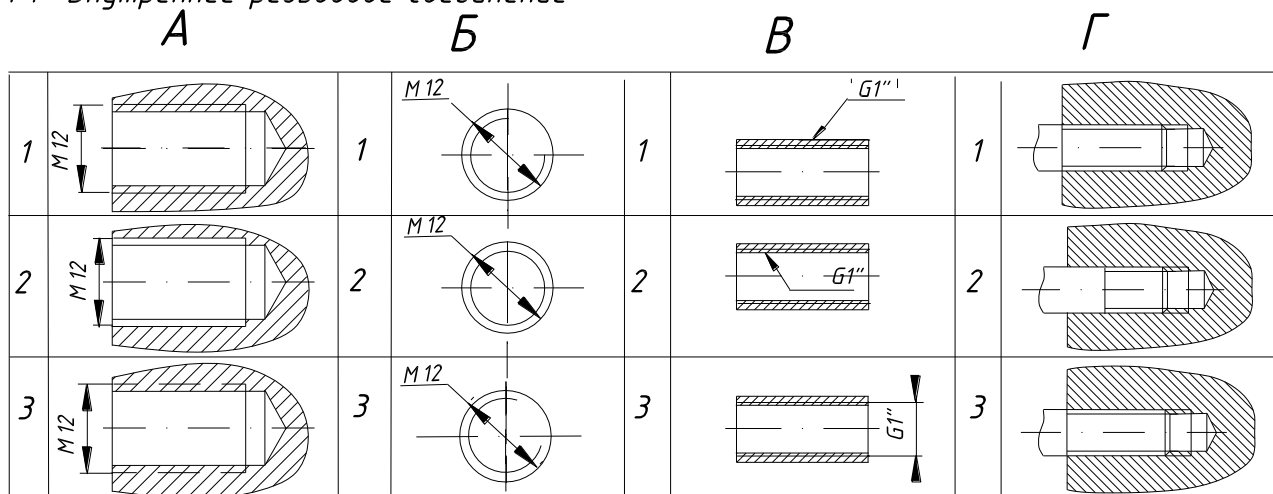 А Б В Г
1 М 12 1 М 12 1 G1" 1
2 М 12 2 М 12 2 G1" 2
3 М 12 3 М 12 3 G1" 3